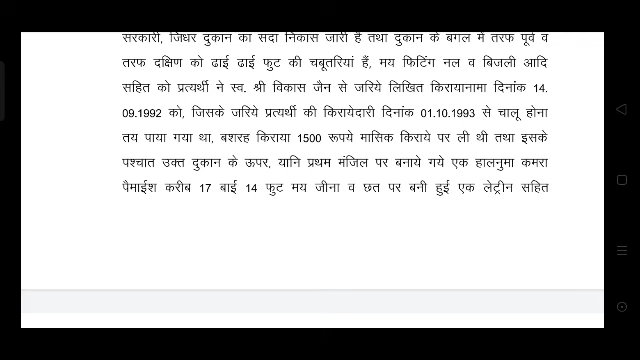 सरकारी, जिधर दुकान का सदा निकास जारी है तथा दुकान के बगल में तरफ पूर्व व
तरफ दक्षिण को ढाई ढाई फुट की चबूतरियां हैं, मय फिटिंग नल व बिजली आदि
सहित को प्रत्यर्थी ने स्व. श्री विकास जैन से जरिये लिखित किरायानामा दिनांक 14.
09.1992 को, जिसके जरिये प्रत्यर्थी की किरायेदारी दिनांक 01.10.1993 से चालू होना
तय पाया गया था, बशरह किराया 1500 रूपये मासिक किराये पर ली थी तथा इसके
पश्चात उक्त दुकान के ऊपर, यानि प्रथम मंजिल पर बनाये गये एक हालनुमा कमरा
पैमाईश करीब 17 बाई 14 फुट मय जीना व छत पर बनी हुई एक लेट्रीन सहित